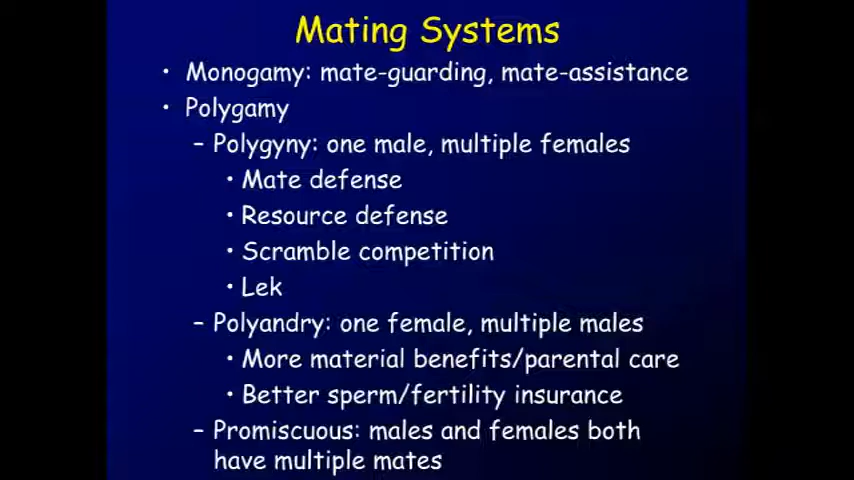 Mating Systems
• Monogamy: mate-guarding, mate-assistance
• Polygamy
– Polygyny: one male, multiple females
• Mate defense
• Resource defense
• Scramble competition
• Lek
– Polyandry: one female, multiple males
• More material benefits/parental care
• Better sperm/fertility insurance
– Promiscuous: males and females both
have multiple mates